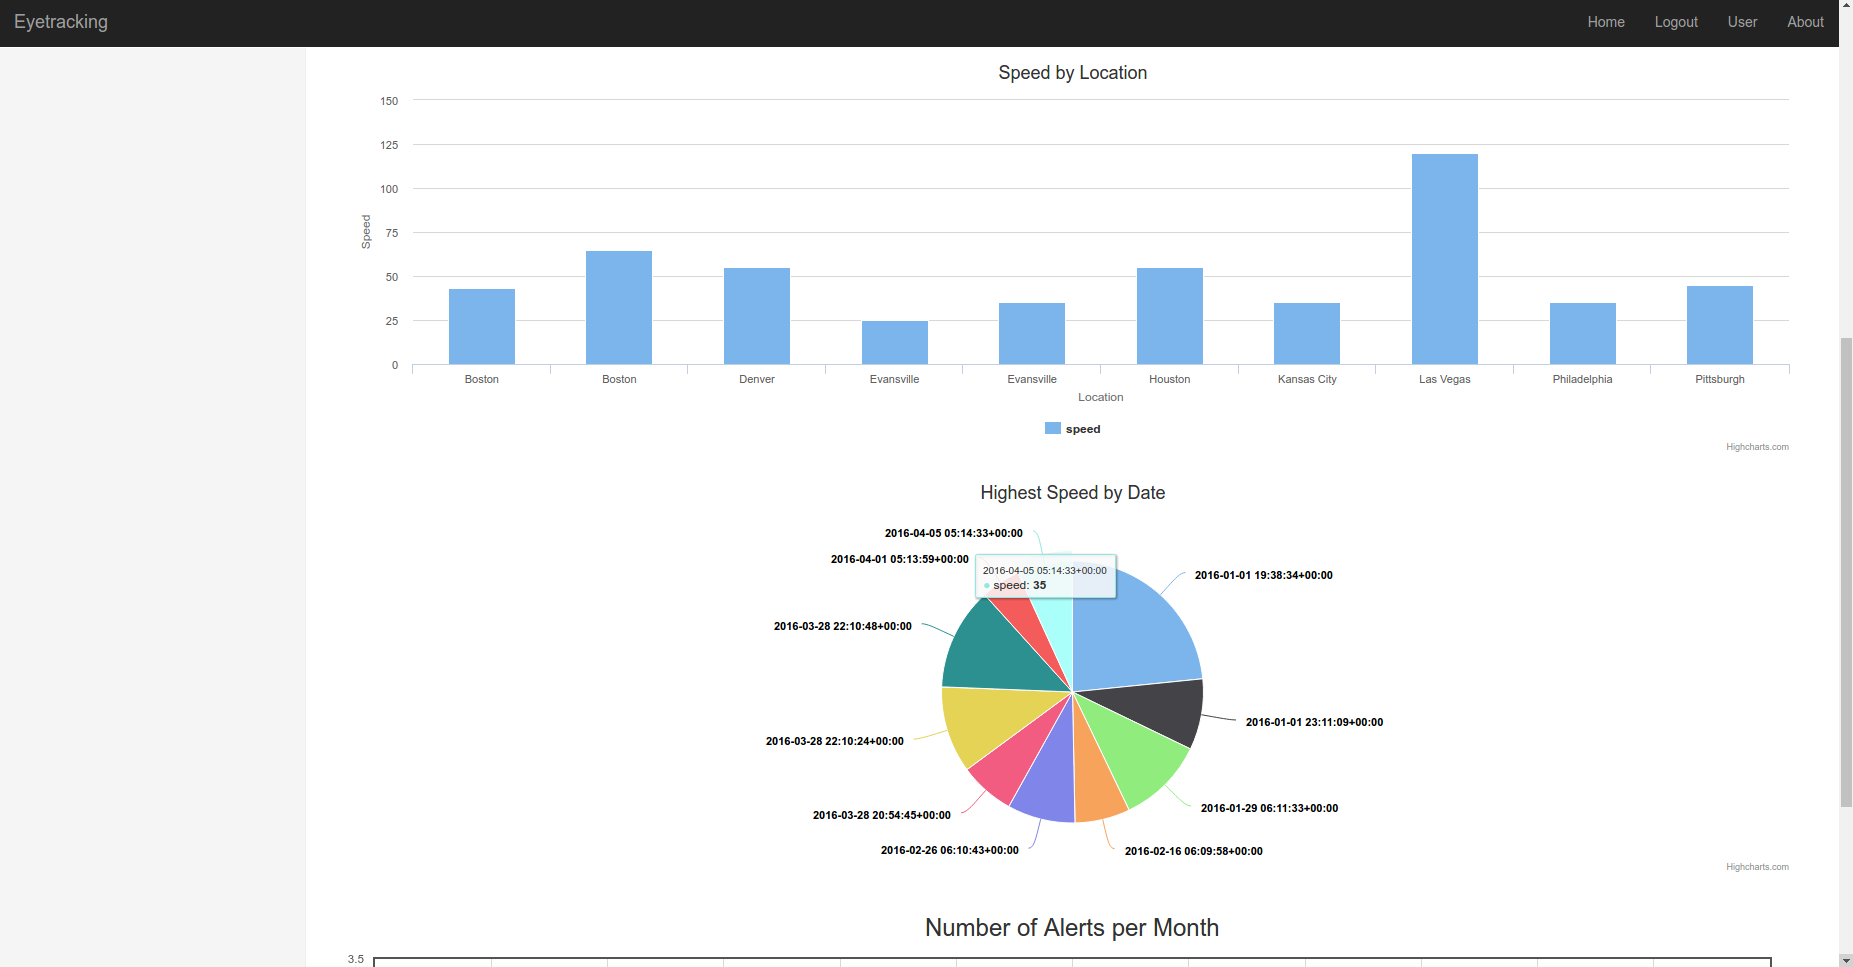 Eyetracking
Home Logout User About
Speed by Location
150
125
100
75
50
25
0
Speed
Boston Boston Denver Evansville Evansville Houston Kansas City Las Vegas Philadelphia Pittsburgh
Location
speed
Highcharts.com
Highest Speed by Date
2016-04-05 05:14:33+00:00
2016-04-01 05:13:59+00:00
2016-04-05 05:14:33+00:00
speed: 35
2016-01-01 19:38:34+00:00
2016-03-28 22:10:48+00:00
2016-01-01 23:11:09+00:00
2016-03-28 22:10:24+00:00
2016-01-29 06:11:33+00:00
2016-03-28 20:54:45+00:00
2016-02-26 06:10:43+00:00
2016-02-16 06:09:58+00:00
Highcharts.com
Number of Alerts per Month
3.5